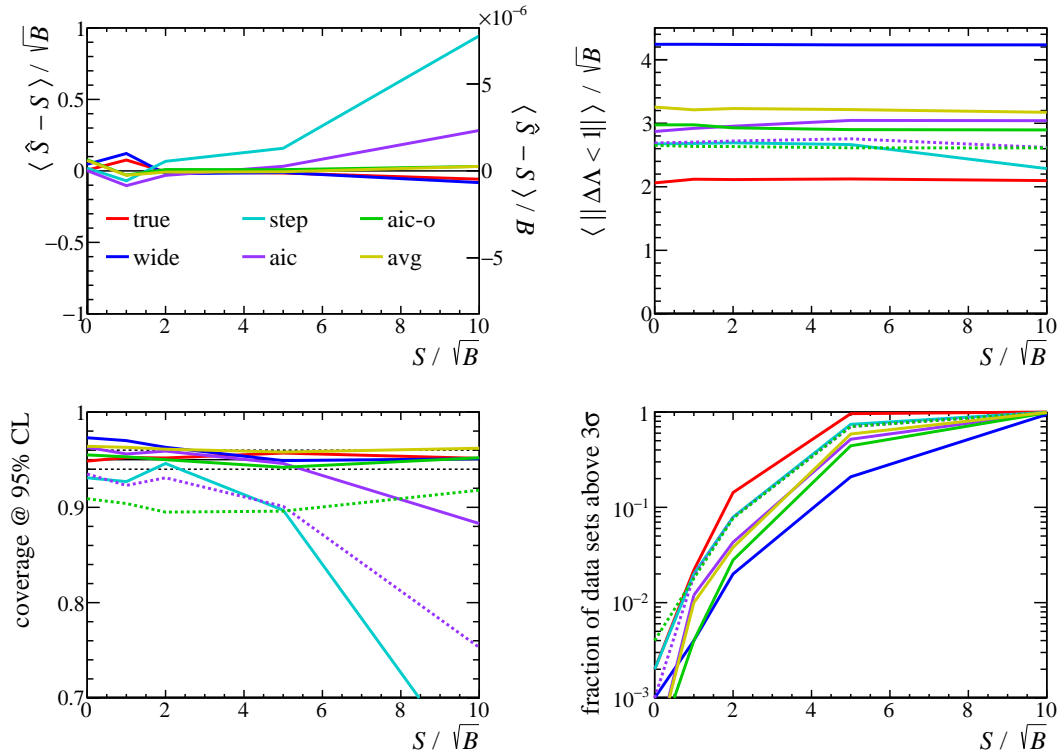 ×10⁻⁶
⟨ Ŝ − S ⟩ / √B
1
0.5
0
−0.5
−1
5
0
−5
⟨ Ŝ − S ⟩ / B
true step aic-o
wide aic avg
0 2 4 6 8 10
S / √B
⟨ || ΔΛ < 1|| ⟩ / √B
4
3
2
1
0
0 2 4 6 8 10
S / √B
coverage @ 95% CL
1
0.9
0.8
0.7
0 2 4 6 8 10
S / √B
fraction of data sets above 3σ
1
10⁻¹
10⁻²
10⁻³
0 2 4 6 8 10
S / √B